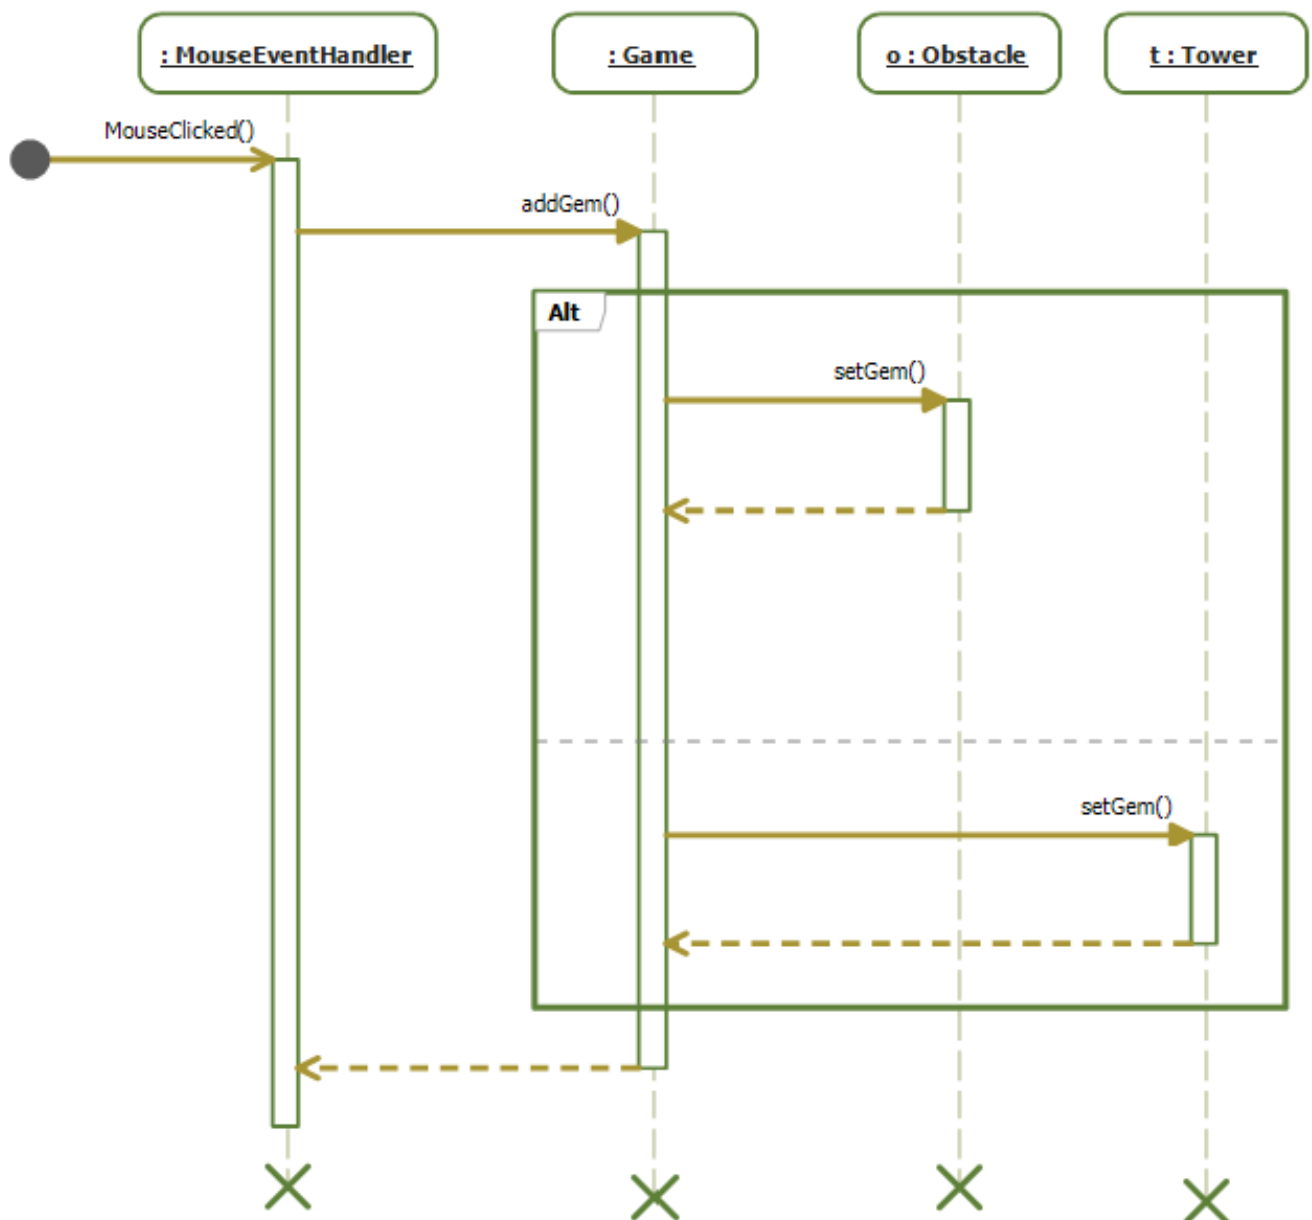 : MouseEventHandler
: Game
o : Obstacle
t : Tower
MouseClicked()
addGem()
Alt
setGem()
setGem()